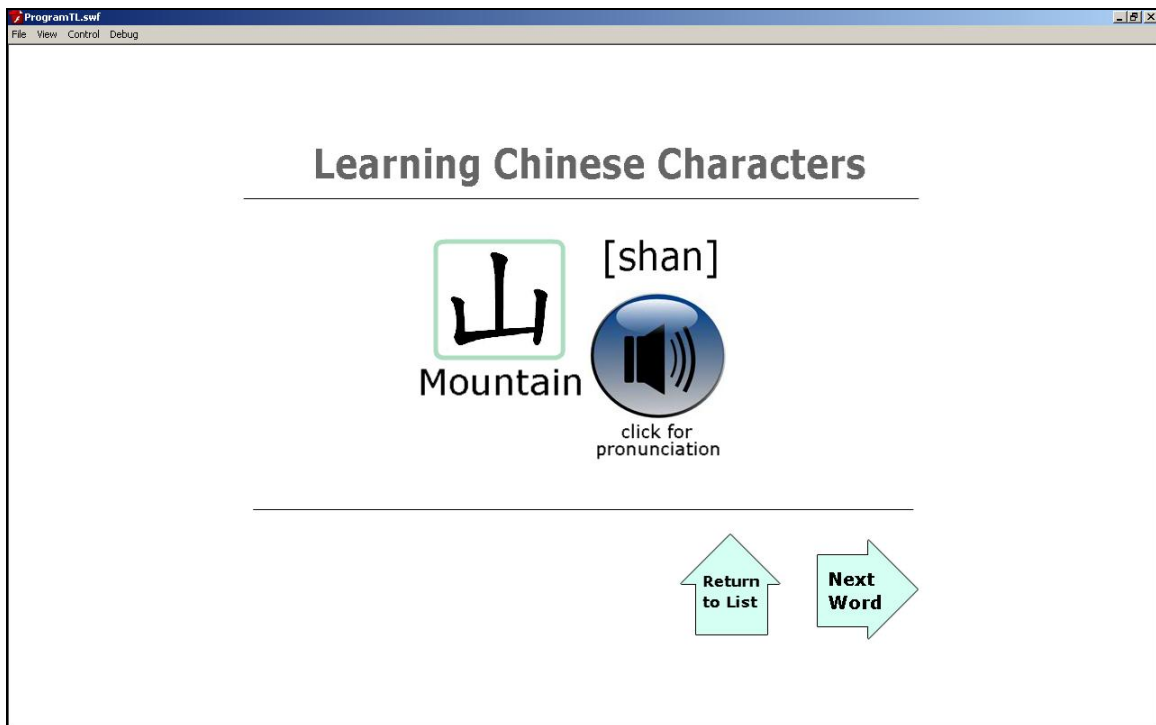 ProgramTL.swf
File View Control Debug
Learning Chinese Characters
山
[shan]
Mountain
click for
pronunciation
Return
to List
Next
Word